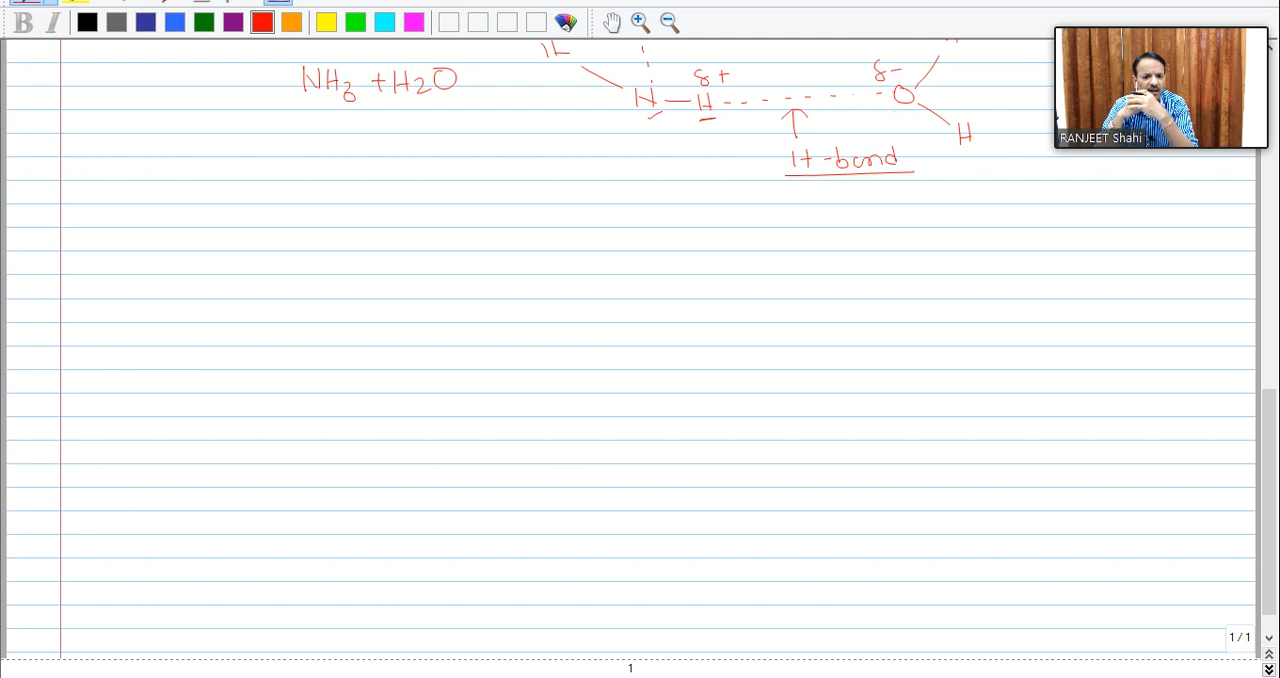 B I
NH3 + H2O
δ+ δ-
N H O
H
H-bond
RANJEET Shahi
1 / 1
1